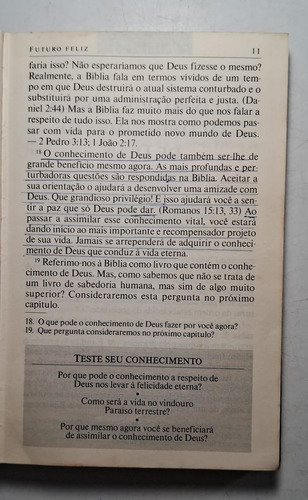 FUTURO FELIZ 11
faria isso? Não esperaríamos que Deus fizesse o mesmo?
Realmente, a Bíblia fala em termos vívidos de um tem-
po em que Deus destruirá o atual sistema conturbado e o
substituirá por uma administração perfeita e justa. (Da-
niel 2:44) Mas a Bíblia faz muito mais do que nos falar a
respeito de tudo isso. Ela nos mostra como podemos pas-
sar com vida para o prometido novo mundo de Deus.
— 2 Pedro 3:13; 1 João 2:17.
18 O conhecimento de Deus pode também ser-lhe de
grande benefício mesmo agora. As mais profundas e per-
turbadoras questões são respondidas na Bíblia. Aceitar a
sua orientação o ajudará a desenvolver uma amizade com
Deus. Que grandioso privilégio! E isso ajudará você a sen-
tir a paz que só Deus pode dar. (Romanos 15:13, 33) Ao
passar a assimilar esse conhecimento vital, você estará
dando início ao mais importante e recompensador projeto
de sua vida. Jamais se arrependerá de adquirir o conheci-
mento de Deus que conduz à vida eterna.
19 Referimo-nos à Bíblia como livro que contém o conhe-
cimento de Deus. Mas, como sabemos que não se trata de
um livro de sabedoria humana, mas sim de algo muito
superior? Consideraremos esta pergunta no próximo
capítulo.
18. O que pode o conhecimento de Deus fazer por você agora?
19. Que pergunta consideraremos no próximo capítulo?
TESTE SEU CONHECIMENTO
Por que pode o conhecimento a respeito de
Deus nos levar à felicidade eterna?
•
Como será a vida no vindouro
Paraíso terrestre?
•
Por que mesmo agora você se beneficiará
de assimilar o conhecimento de Deus?